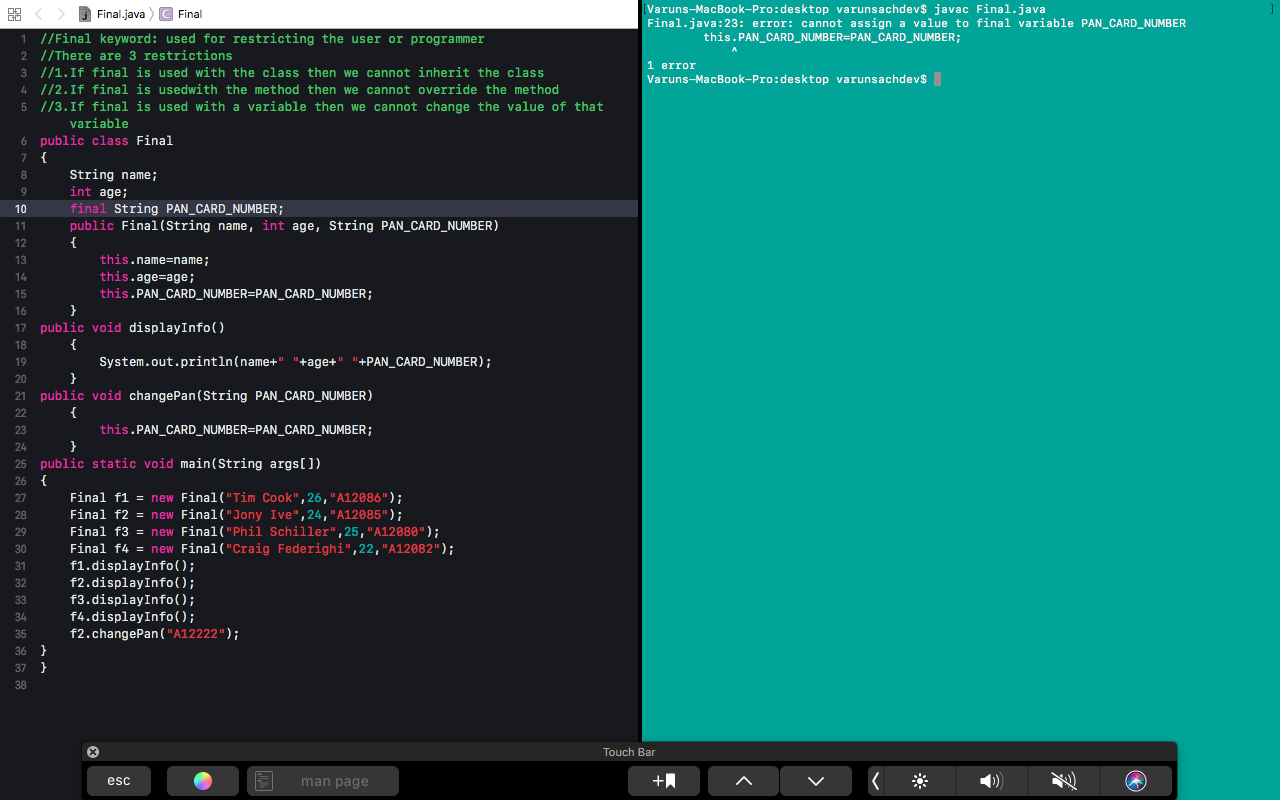 Final.java 〉 C Final
1 //Final keyword: used for restricting the user or programmer
2 //There are 3 restrictions
3 //1.If final is used with the class then we cannot inherit the class
4 //2.If final is usedwith the method then we cannot override the method
5 //3.If final is used with a variable then we cannot change the value of that
variable
6 public class Final
7 {
8 String name;
9 int age;
10 final String PAN_CARD_NUMBER;
11 public Final(String name, int age, String PAN_CARD_NUMBER)
12 {
13 this.name=name;
14 this.age=age;
15 this.PAN_CARD_NUMBER=PAN_CARD_NUMBER;
16 }
17 public void displayInfo()
18 {
19 System.out.println(name+" "+age+" "+PAN_CARD_NUMBER);
20 }
21 public void changePan(String PAN_CARD_NUMBER)
22 {
23 this.PAN_CARD_NUMBER=PAN_CARD_NUMBER;
24 }
25 public static void main(String args[])
26 {
27 Final f1 = new Final("Tim Cook",26,"A12086");
28 Final f2 = new Final("Jony Ive",24,"A12085");
29 Final f3 = new Final("Phil Schiller",25,"A12080");
30 Final f4 = new Final("Craig Federighi",22,"A12082");
31 f1.displayInfo();
32 f2.displayInfo();
33 f3.displayInfo();
34 f4.displayInfo();
35 f2.changePan("A12222");
36 }
37 }
38
[Varuns-MacBook-Pro:desktop varunsachdev$ javac Final.java ]
Final.java:23: error: cannot assign a value to final variable PAN_CARD_NUMBER
this.PAN_CARD_NUMBER=PAN_CARD_NUMBER;
^
1 error
Varuns-MacBook-Pro:desktop varunsachdev$
Touch Bar
esc
man page